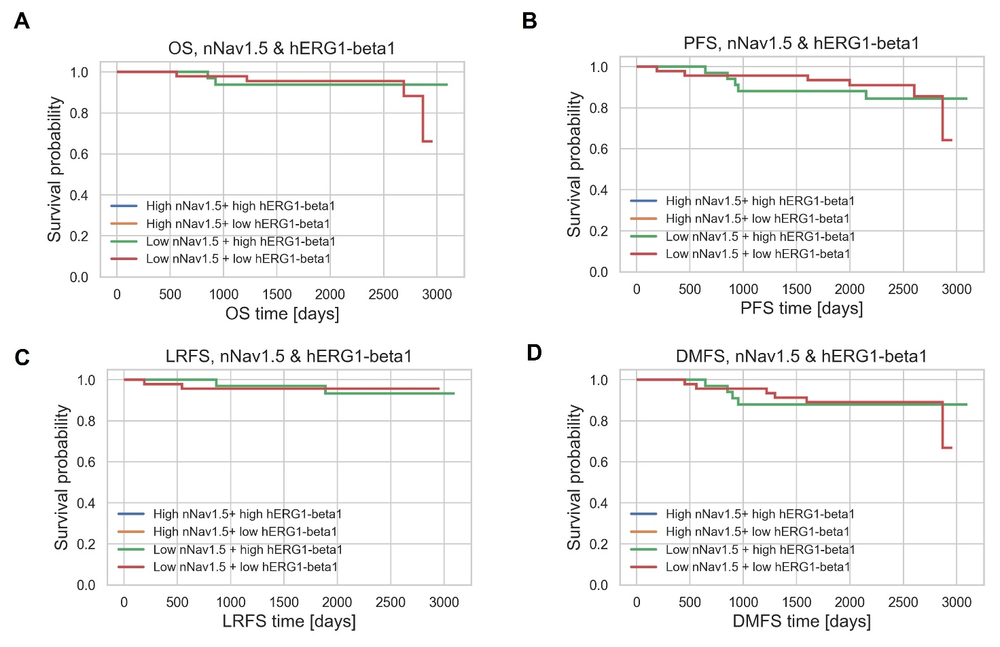 A
OS, nNav1.5 & hERG1-beta1
Survival probability
1.0
0.8
0.6
0.4
0.2
0.0
High nNav1.5+ high hERG1-beta1
High nNav1.5+ low hERG1-beta1
Low nNav1.5 + high hERG1-beta1
Low nNav1.5 + low hERG1-beta1
0 500 1000 1500 2000 2500 3000
OS time [days]
B
PFS, nNav1.5 & hERG1-beta1
Survival probability
1.0
0.8
0.6
0.4
0.2
0.0
High nNav1.5+ high hERG1-beta1
High nNav1.5+ low hERG1-beta1
Low nNav1.5 + high hERG1-beta1
Low nNav1.5 + low hERG1-beta1
0 500 1000 1500 2000 2500 3000
PFS time [days]
C
LRFS, nNav1.5 & hERG1-beta1
Survival probability
1.0
0.8
0.6
0.4
0.2
0.0
High nNav1.5+ high hERG1-beta1
High nNav1.5+ low hERG1-beta1
Low nNav1.5 + high hERG1-beta1
Low nNav1.5 + low hERG1-beta1
0 500 1000 1500 2000 2500 3000
LRFS time [days]
D
DMFS, nNav1.5 & hERG1-beta1
Survival probability
1.0
0.8
0.6
0.4
0.2
0.0
High nNav1.5+ high hERG1-beta1
High nNav1.5+ low hERG1-beta1
Low nNav1.5 + high hERG1-beta1
Low nNav1.5 + low hERG1-beta1
0 500 1000 1500 2000 2500 3000
DMFS time [days]